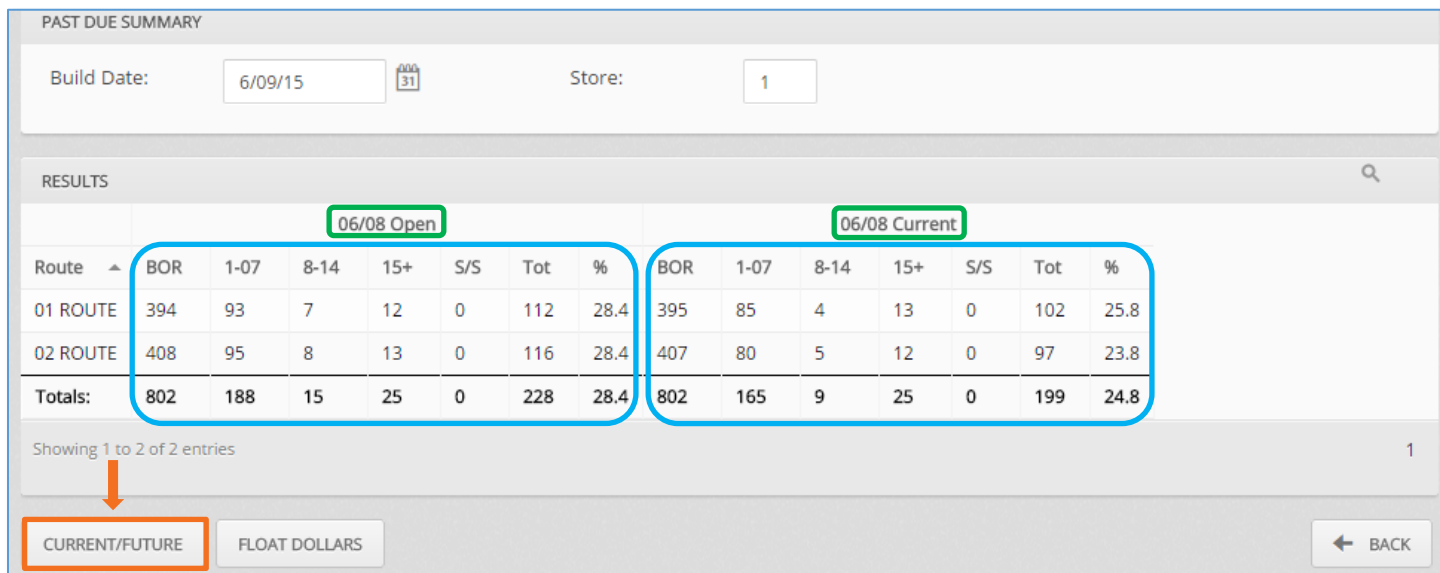 PAST DUE SUMMARY
Build Date: 6/09/15 31 Store: 1
RESULTS
06/08 Open 06/08 Current
Route BOR 1-07 8-14 15+ S/S Tot % BOR 1-07 8-14 15+ S/S Tot %
01 ROUTE 394 93 7 12 0 112 28.4 395 85 4 13 0 102 25.8
02 ROUTE 408 95 8 13 0 116 28.4 407 80 5 12 0 97 23.8
Totals: 802 188 15 25 0 228 28.4 802 165 9 25 0 199 24.8
Showing 1 to 2 of 2 entries 1
CURRENT/FUTURE FLOAT DOLLARS BACK